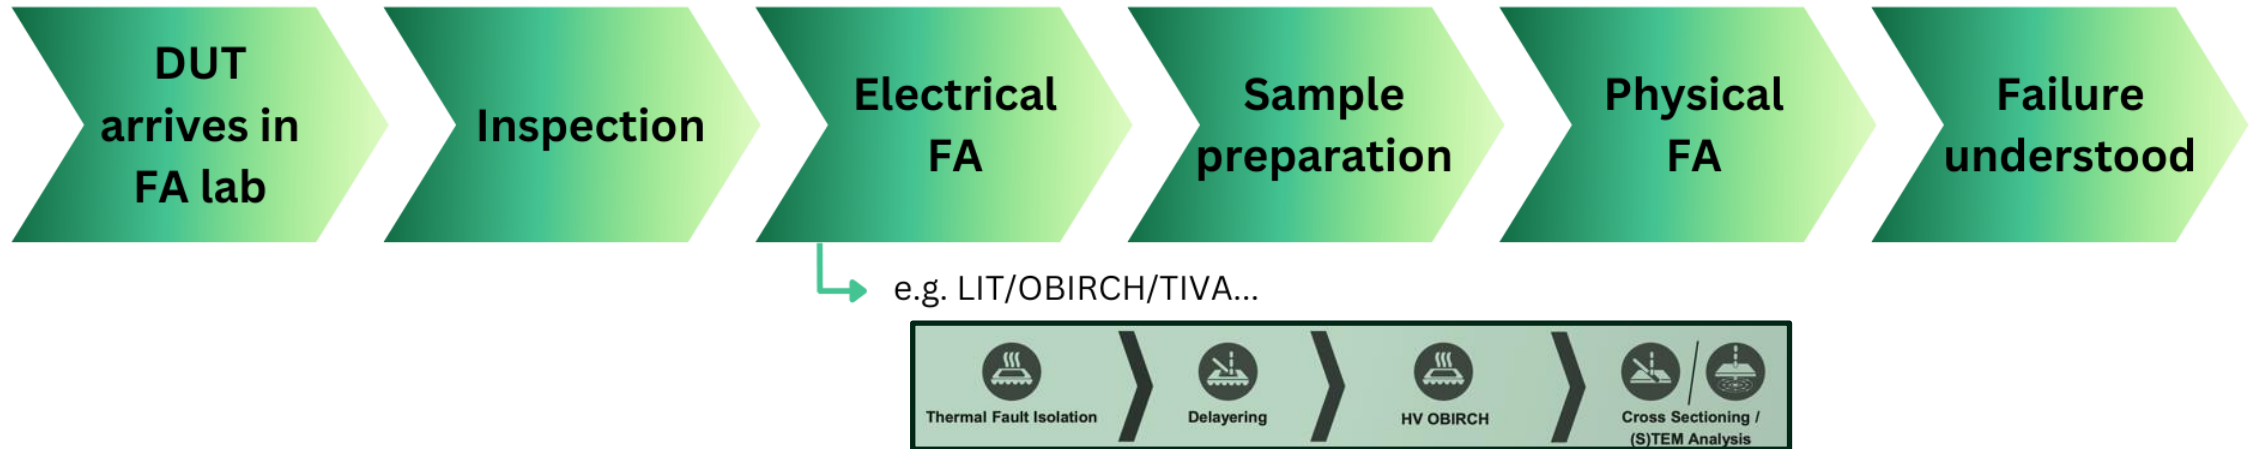 DUT
arrives in
FA lab
Inspection
Electrical
FA
Sample
preparation
Physical
FA
Failure
understood
e.g. LIT/OBIRCH/TIVA...
Thermal Fault Isolation
Delayering
HV OBIRCH
Cross Sectioning /
(S)TEM Analysis